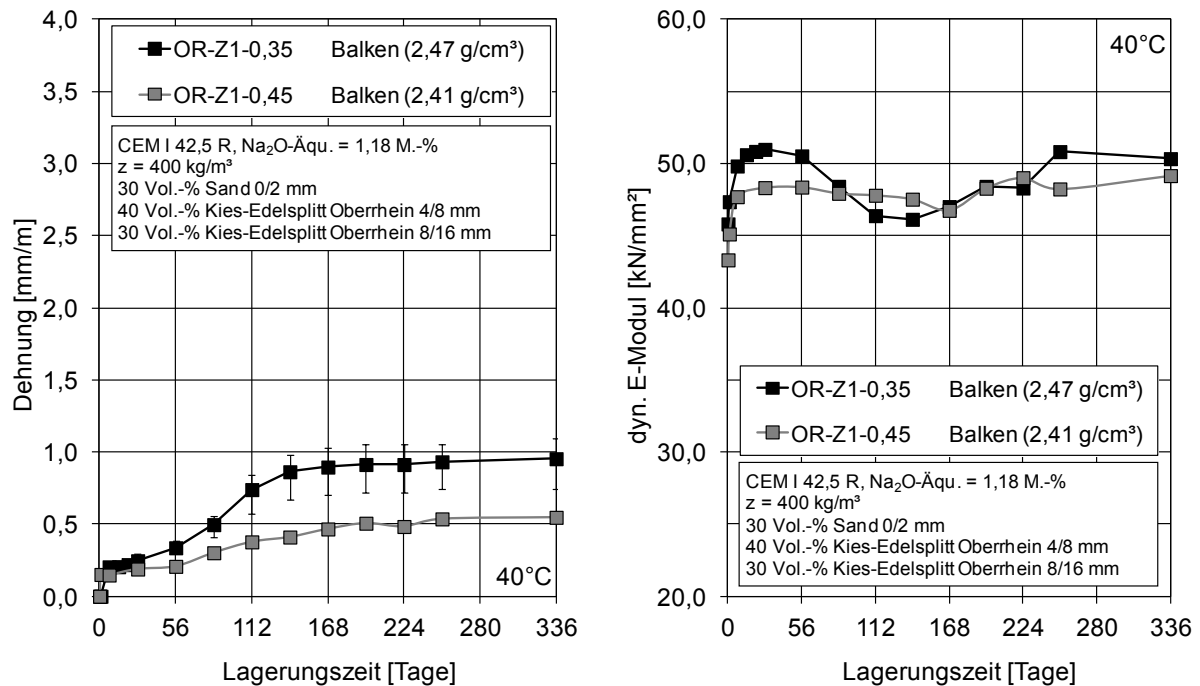 4,0
3,5
3,0
2,5
2,0
1,5
1,0
0,5
0,0
Dehnung [mm/m]
OR-Z1-0,35 Balken (2,47 g/cm³)
OR-Z1-0,45 Balken (2,41 g/cm³)
CEM I 42,5 R, Na₂O-Äqu. = 1,18 M.-%
z = 400 kg/m³
30 Vol.-% Sand 0/2 mm
40 Vol.-% Kies-Edelsplitt Oberrhein 4/8 mm
30 Vol.-% Kies-Edelsplitt Oberrhein 8/16 mm
40°C
0 56 112 168 224 280 336
Lagerungszeit [Tage]
60,0
50,0
40,0
30,0
20,0
dyn. E-Modul [kN/mm²]
40°C
OR-Z1-0,35 Balken (2,47 g/cm³)
OR-Z1-0,45 Balken (2,41 g/cm³)
CEM I 42,5 R, Na₂O-Äqu. = 1,18 M.-%
z = 400 kg/m³
30 Vol.-% Sand 0/2 mm
40 Vol.-% Kies-Edelsplitt Oberrhein 4/8 mm
30 Vol.-% Kies-Edelsplitt Oberrhein 8/16 mm
0 56 112 168 224 280 336
Lagerungszeit [Tage]